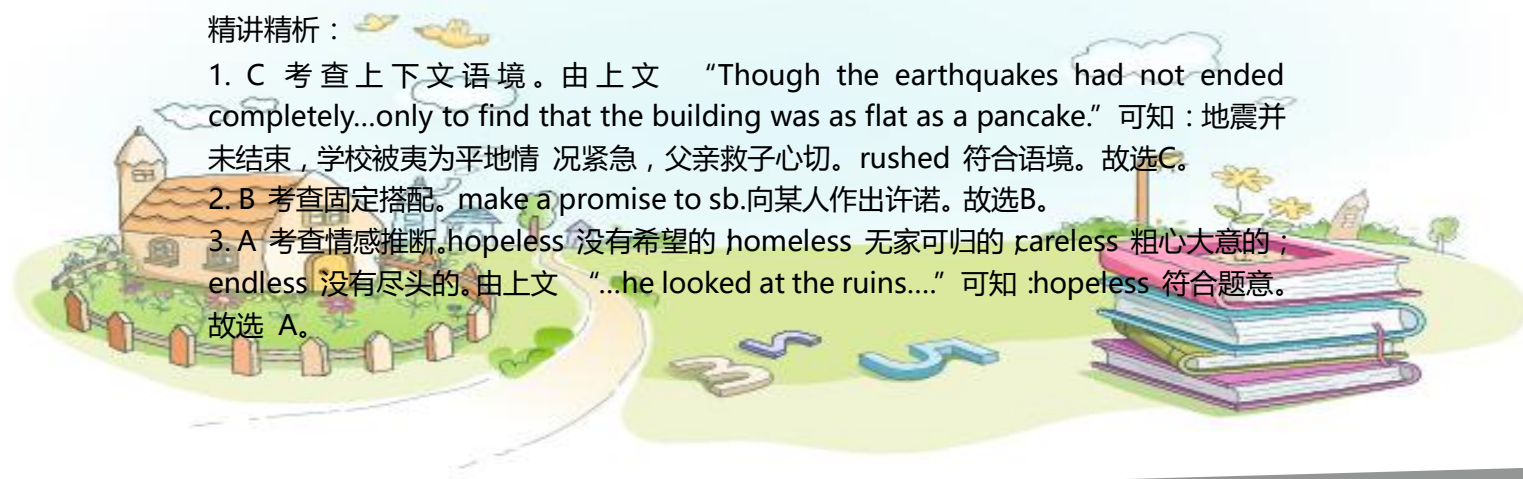 精讲精析：
1. C 考查上下文语境。由上文 “Though the earthquakes had not ended
completely…only to find that the building was as flat as a pancake.” 可知：地震并
未结束，学校被夷为平地情 况紧急，父亲救子心切。rushed 符合语境。故选C。
2. B 考查固定搭配。make a promise to sb.向某人作出许诺。故选B。
3. A 考查情感推断。hopeless 没有希望的；homeless 无家可归的；careless 粗心大意的；
endless 没有尽头的。由上文 “…he looked at the ruins….” 可知：hopeless 符合题意。
故选 A。